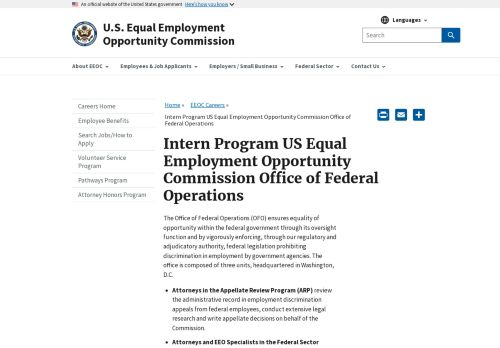 An official website of the United States government Here's how you know
U.S. Equal Employment
Opportunity Commission
Languages
Search
About EEOC
Employees & Job Applicants
Employers / Small Business
Federal Sector
Contact Us
Careers Home
Employee Benefits
Search Jobs/How to
Apply
Volunteer Service
Program
Pathways Program
Attorney Honors Program
Home »
EEOC Careers »
Intern Program US Equal Employment Opportunity Commission Office of
Federal Operations
Intern Program US Equal
Employment Opportunity
Commission Office of Federal
Operations
The Office of Federal Operations (OFO) ensures equality of
opportunity within the federal government through its oversight
function and by vigorously enforcing, through our regulatory and
adjudicatory authority, federal legislation prohibiting
discrimination in employment by government agencies. The
office is composed of three units, headquartered in Washington,
D.C.
• Attorneys in the Appellate Review Program (ARP) review
the administrative record in employment discrimination
appeals from federal employees, conduct extensive legal
research and write appellate decisions on behalf of the
Commission.
• Attorneys and EEO Specialists in the Federal Sector